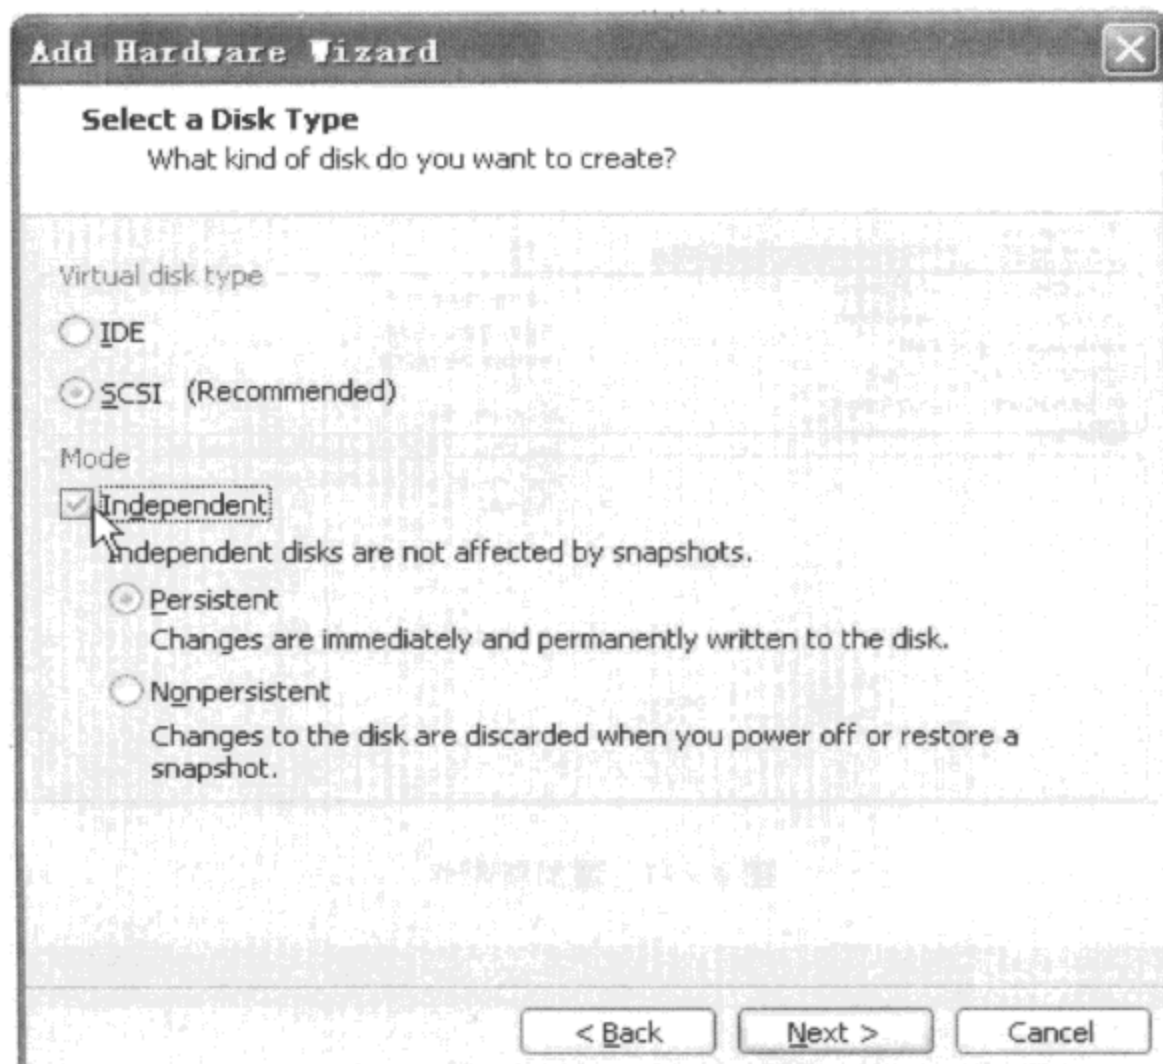 Add Hardware Wizard
Select a Disk Type
What kind of disk do you want to create?
Virtual disk type
IDE
SCSI (Recommended)
Mode
Independent
Independent disks are not affected by snapshots.
Persistent
Changes are immediately and permanently written to the disk.
Nonpersistent
Changes to the disk are discarded when you power off or restore a
snapshot.
< Back
Next >
Cancel